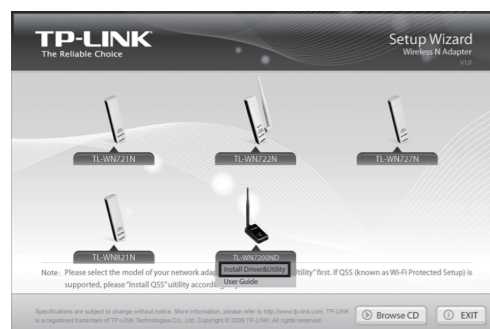 TP-LINK
The Reliable Choice
Setup Wizard
Wireless N Adapter
V1.0
TL-WN721N
TL-WN722N
TL-WN727N
TL-WN821N
TL-WN7200ND
Install Driver&Utility
User Guide
Note : Please select the model of your network adap tility" first. If QSS (known as Wi-Fi Protected Setup) is
supported, please "Install QSS" utility accordingly
Specifications are subject to change without notice. More information, please refer to http://www.tp-link.com. TP-LINK
is a registered trademark of TP-LINK Technologies Co., Ltd. Copyright © 2009 TP-LINK. All rights reserved.
Browse CD
EXIT